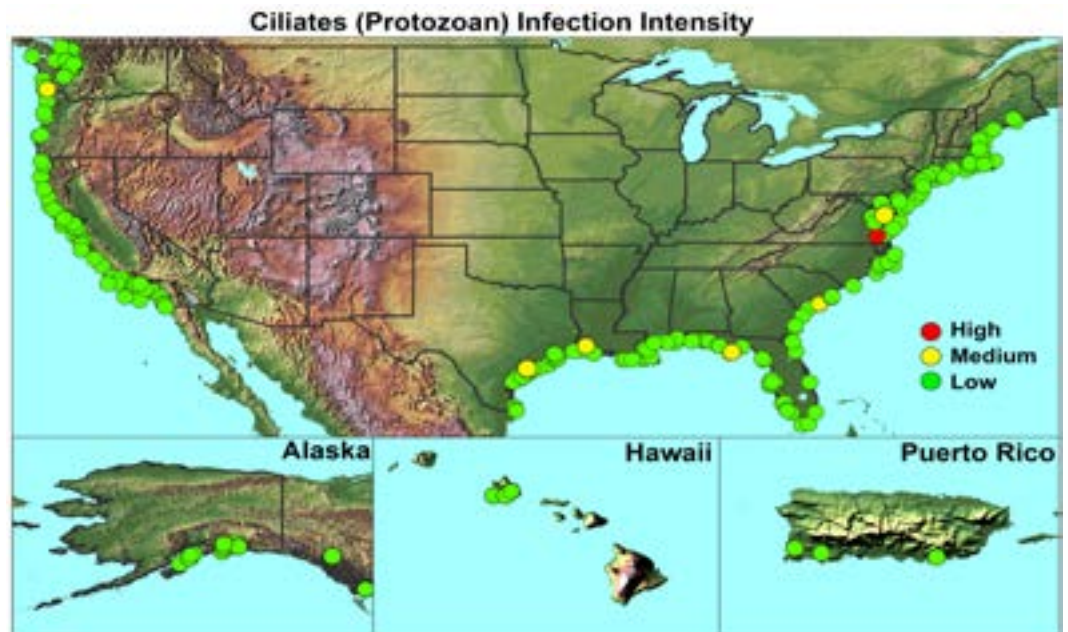 Ciliates (Protozoan) Infection Intensity
High
Medium
Low
Alaska
Hawaii
Puerto Rico